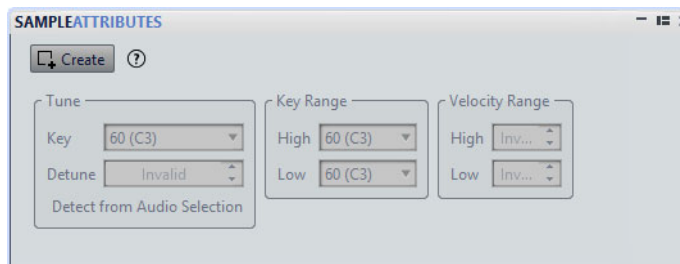 SAMPLEATTRIBUTES
Create ?
Tune
Key 60 (C3)
Detune Invalid
Detect from Audio Selection
Key Range
High 60 (C3)
Low 60 (C3)
Velocity Range
High Inv...
Low Inv...